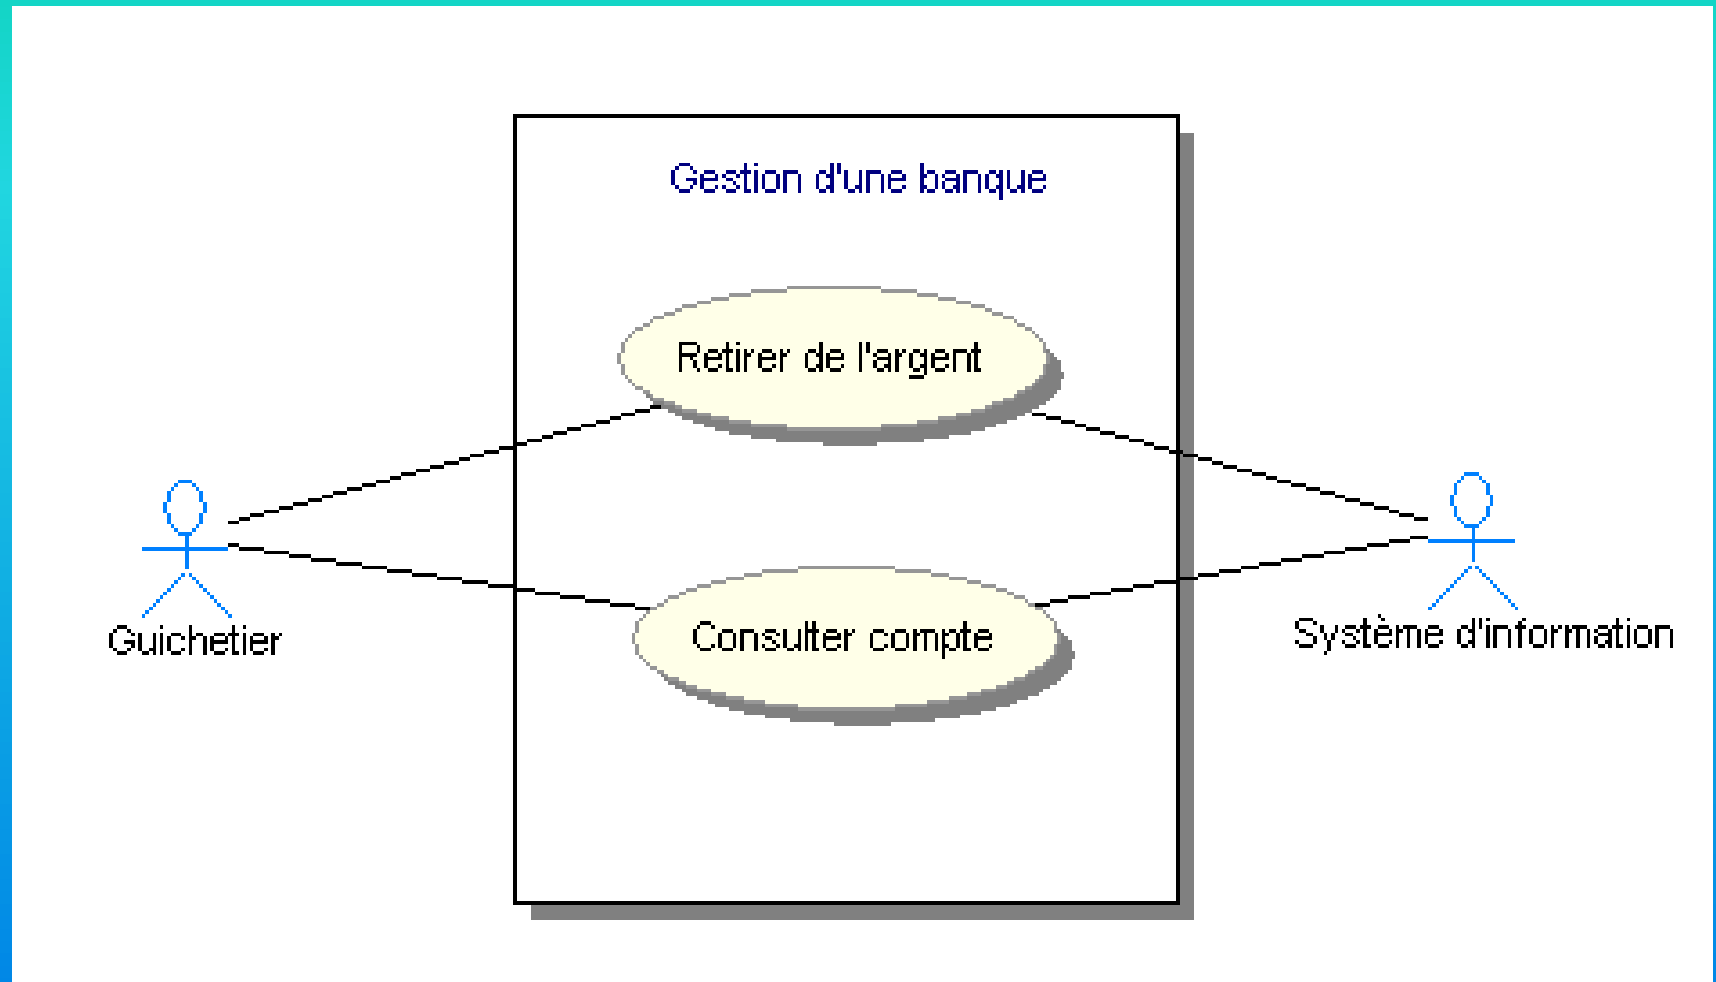 Gestion d'une banque
Retirer de l'argent
Guichetier
Consulter compte
Système d'information